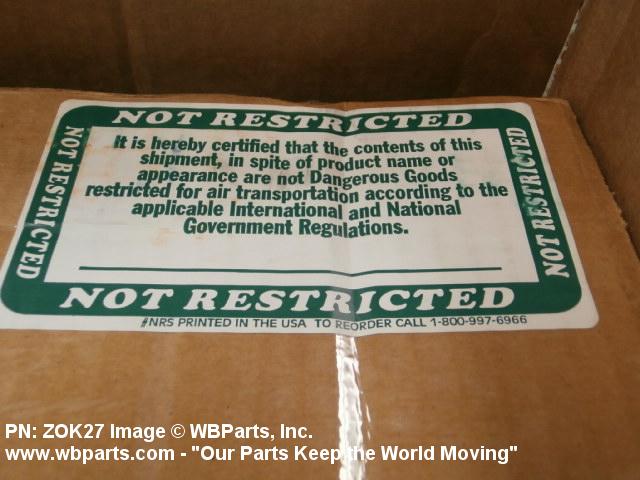 NOT RESTRICTED
NOT RESTRICTED
It is hereby certified that the contents of this
shipment, in spite of product name or
appearance are not Dangerous Goods
restricted for air transportation according to the
applicable International and National
Government Regulations.
NOT RESTRICTED
NOT RESTRICTED
#NRS PRINTED IN THE USA TO REORDER CALL 1-800-997-6966
PN: ZOK27 Image © WBParts, Inc.
www.wbparts.com - "Our Parts Keep the World Moving"